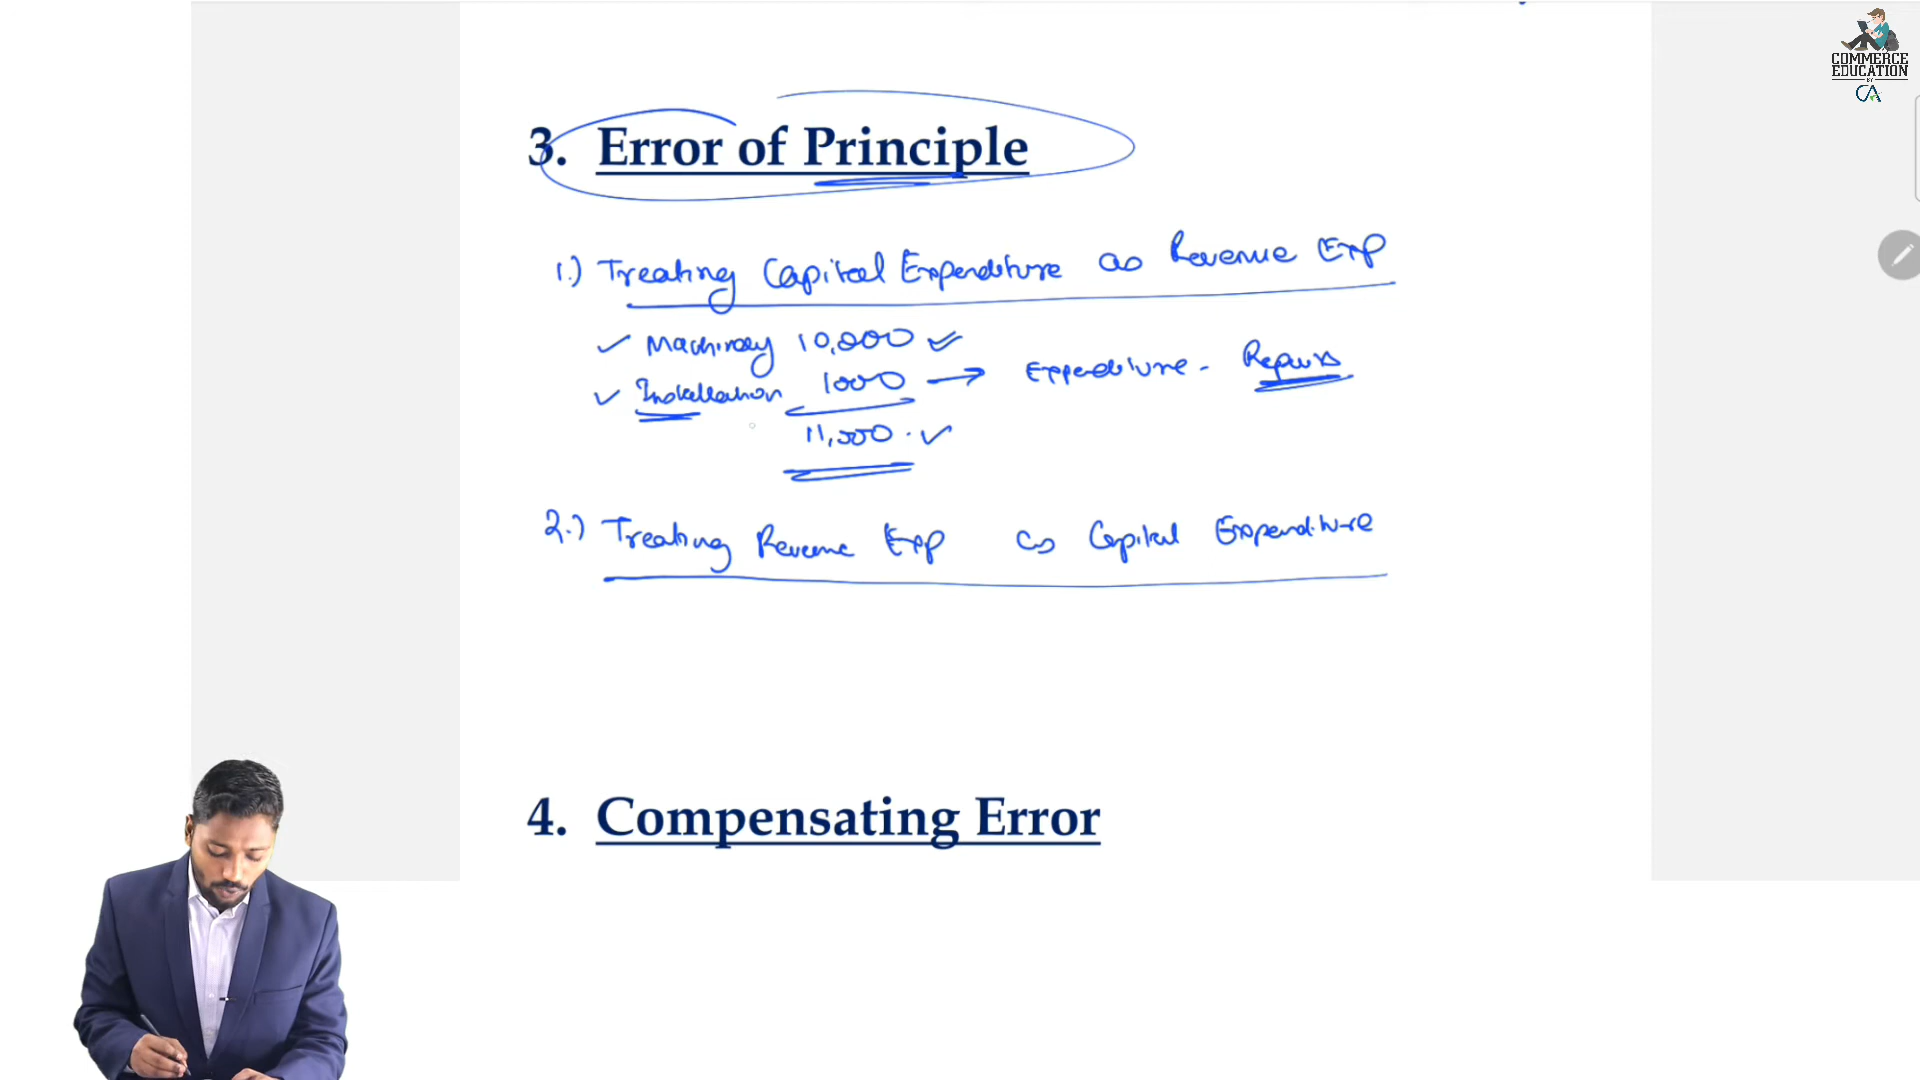 COMMERCE
EDUCATION
BY
CA
3. Error of Principle
1.) Treating Capital Expenditure as Revenue Exp
Machinery 10,000
Installation 1000 → Expenditure - Repairs
11,000
2.) Treating Revenue Exp as Capital Expenditure
4. Compensating Error